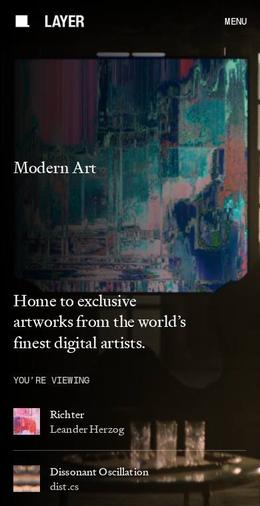 LAYER
MENU
Modern Art
Home to exclusive
artworks from the world's
finest digital artists.
YOU'RE VIEWING
Richter
Leander Herzog
Dissonant Oscillation
dist.cs